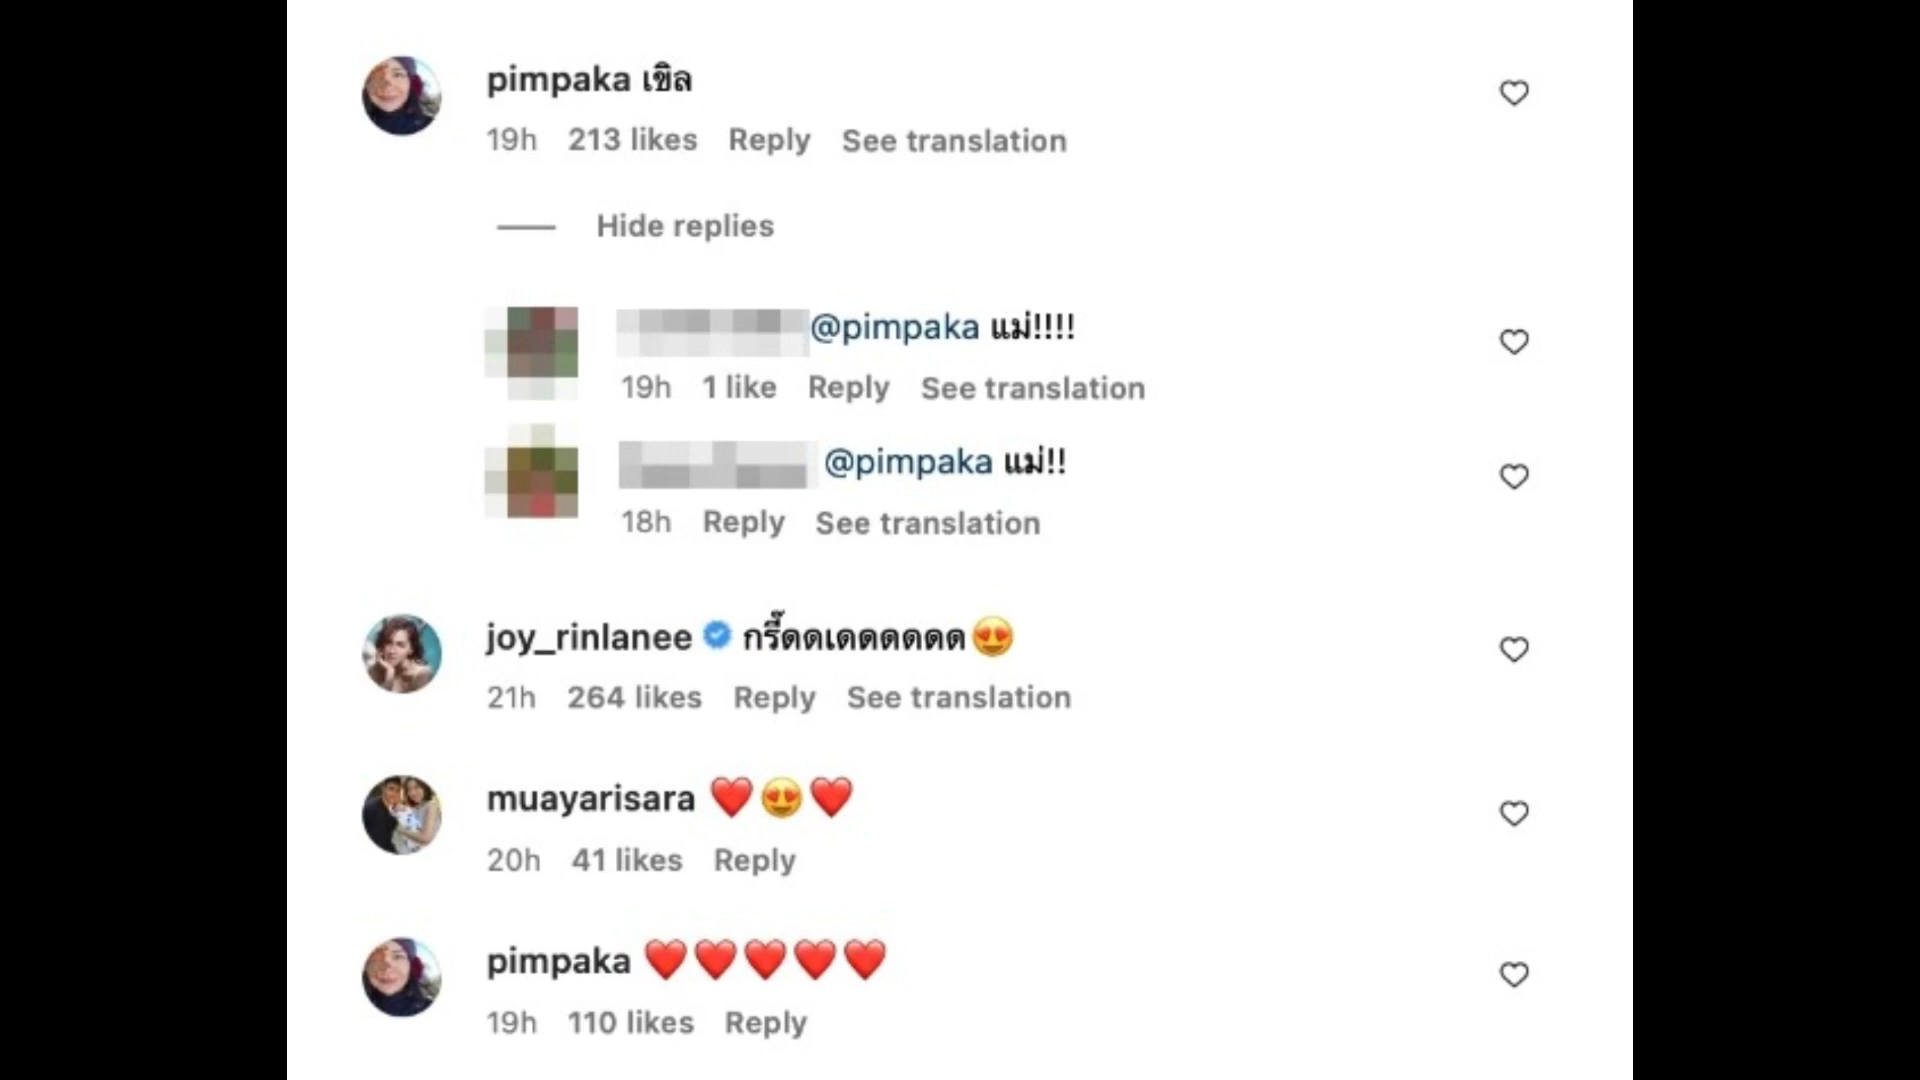 pimpaka เขิล
19h 213 likes Reply See translation
Hide replies
@pimpaka แม่!!!!
19h 1 like Reply See translation
@pimpaka แม่!!
18h Reply See translation
joy_rinlanee กรี๊ดดเดดดดดด😍
21h 264 likes Reply See translation
muayarisara ❤️😍❤️
20h 41 likes Reply
pimpaka ❤️❤️❤️❤️❤️
19h 110 likes Reply